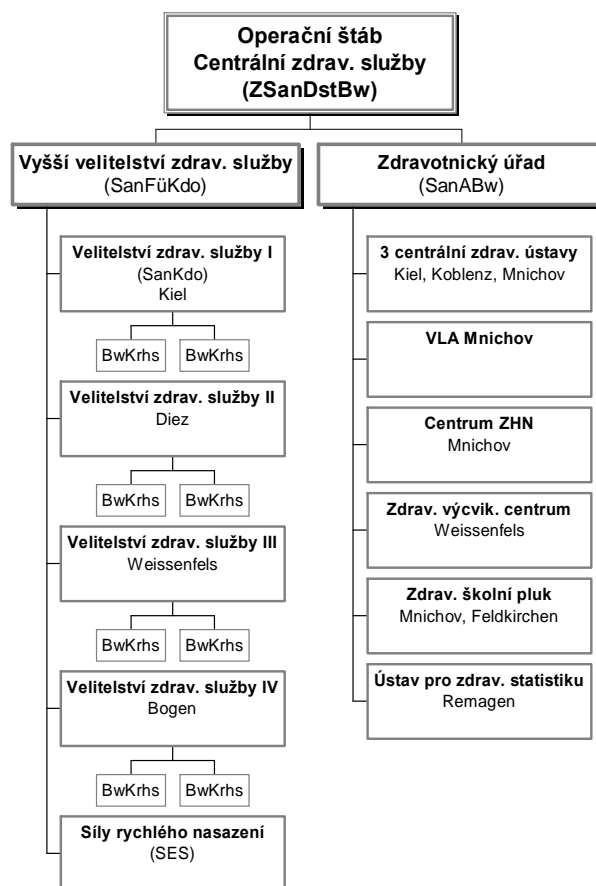 Operační štáb
Centrální zdrav. služby
(ZSanDstBw)
Vyšší velitelství zdrav. služby
(SanFüKdo)
Velitelství zdrav. služby I
(SanKdo)
Kiel
BwKrhs BwKrhs
Velitelství zdrav. služby II
Diez
BwKrhs BwKrhs
Velitelství zdrav. služby III
Weissenfels
BwKrhs BwKrhs
Velitelství zdrav. služby IV
Bogen
BwKrhs BwKrhs
Síly rychlého nasazení
(SES)
Zdravotnický úřad
(SanABw)
3 centrální zdrav. ústavy
Kiel, Koblenz, Mnichov
VLA Mnichov
Centrum ZHN
Mnichov
Zdrav. výcvik. centrum
Weissenfels
Zdrav. školní pluk
Mnichov, Feldkirchen
Ústav pro zdrav. statistiku
Remagen